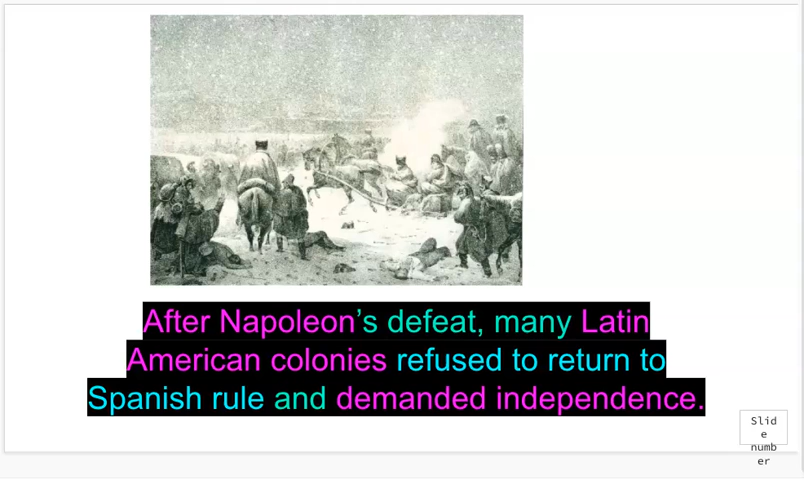 After Napoleon’s defeat, many Latin
American colonies refused to return to
Spanish rule and demanded independence.
Slid
e
numb
er